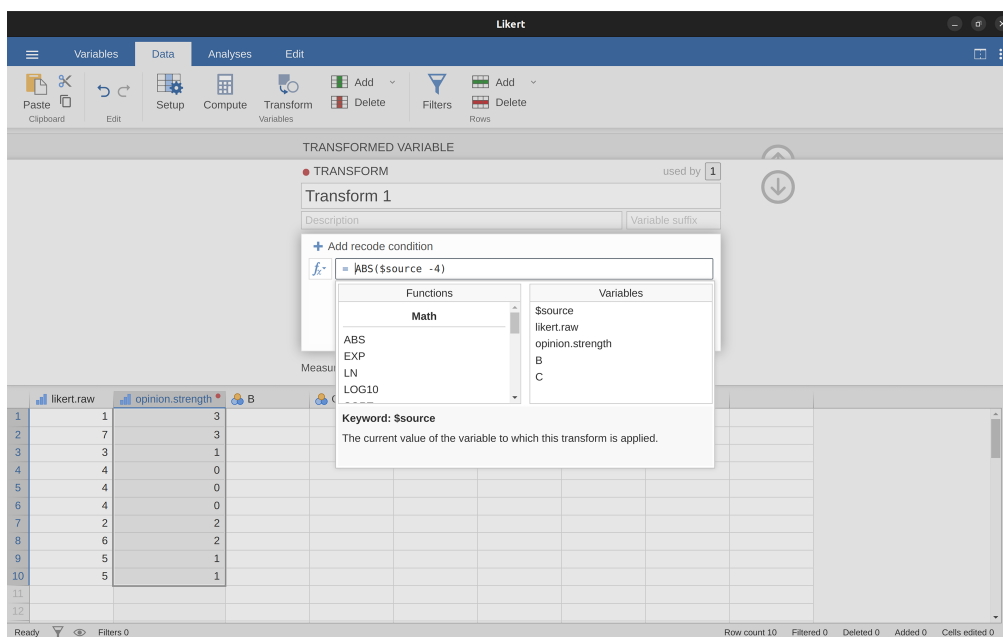 Likert
Variables Data Analyses Edit
Paste Setup Compute Transform Add Delete Filters Add Delete
Clipboard Edit Variables Rows
TRANSFORMED VARIABLE
TRANSFORM used by 1
Transform 1
Description Variable suffix
Add recode condition
fx = ABS($source -4)
Functions Variables
Math
ABS
EXP
LN
LOG10
$source
likert.raw
opinion.strength
B
C
Keyword: $source
The current value of the variable to which this transform is applied.
likert.raw opinion.strength B
1 1 3
2 7 3
3 3 1
4 4 0
5 4 0
6 4 0
7 2 2
8 6 2
9 5 1
10 5 1
11
12
Ready Filters 0 Row count 10 Filtered 0 Deleted 0 Added 0 Cells edited 0